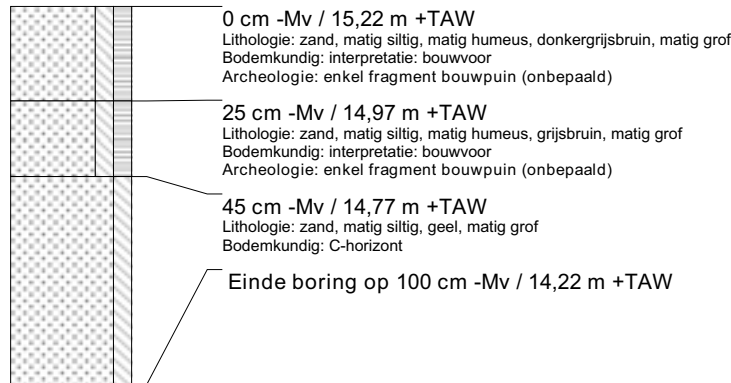 0 cm -Mv / 15,22 m +TAW
Lithologie: zand, matig siltig, matig humeus, donkergrijsbruin, matig grof
Bodemkundig: interpretatie: bouwvoor
Archeologie: enkel fragment bouwpuin (onbepaald)
25 cm -Mv / 14,97 m +TAW
Lithologie: zand, matig siltig, matig humeus, grijsbruin, matig grof
Bodemkundig: interpretatie: bouwvoor
Archeologie: enkel fragment bouwpuin (onbepaald)
45 cm -Mv / 14,77 m +TAW
Lithologie: zand, matig siltig, geel, matig grof
Bodemkundig: C-horizont
Einde boring op 100 cm -Mv / 14,22 m +TAW